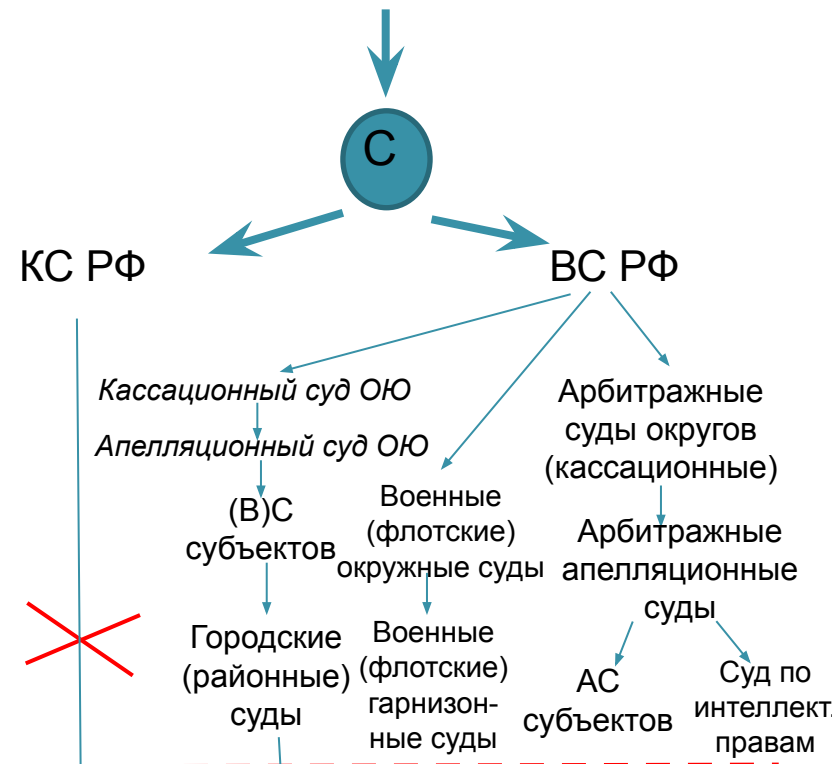 С
КС РФ
ВС РФ
Кассационный суд ОЮ
Апелляционный суд ОЮ
(В)С
субъектов
Городские
(районные)
суды
Военные
(флотские)
окружные суды
Военные
(флотские)
гарнизон-
ные суды
Арбитражные
суды округов
(кассационные)
Арбитражные
апелляционные
суды
АС
субъектов
Суд по
интеллект.
правам